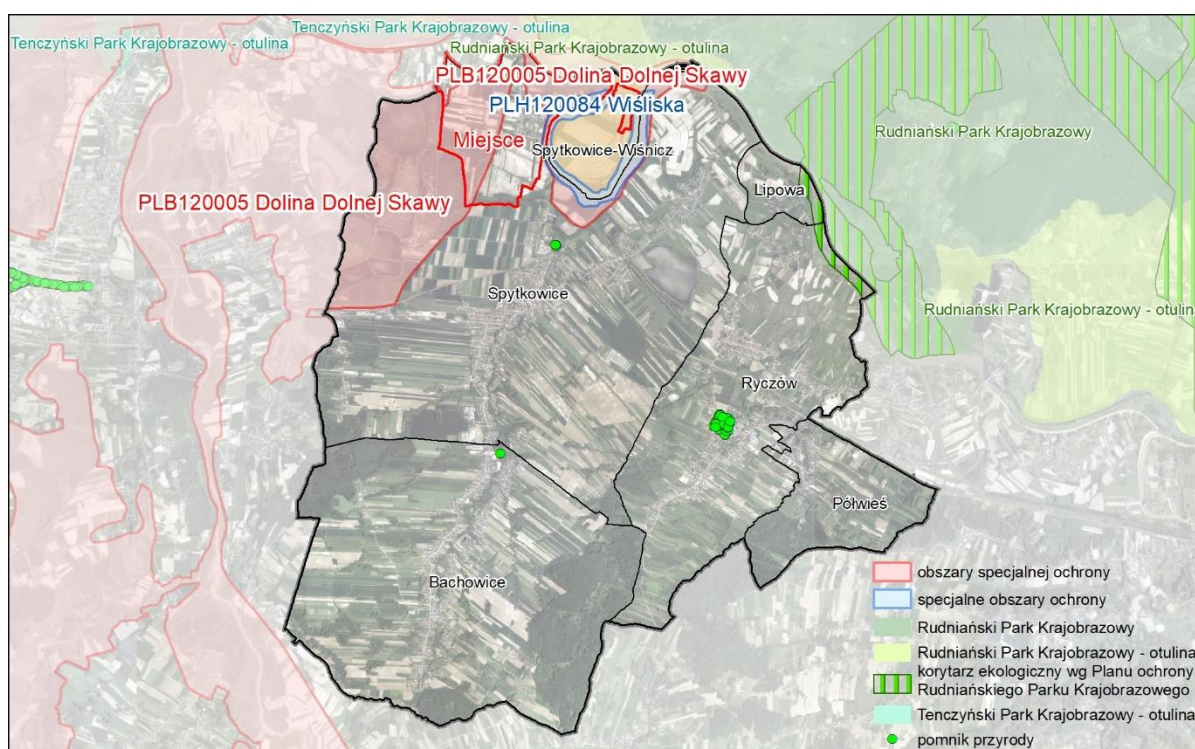 Tenczyński Park Krajobrazowy - otulina
Tenczyński Park Krajobrazowy - otulina
Rudniański Park Krajobrazowy - otulina
PLB120005 Dolina Dolnej Skawy
PLH120084 Wiśliska
Miejsce
Spytkowice-Wiśnicz
Rudniański Park Krajobrazowy
Lipowa
PLB120005 Dolina Dolnej Skawy
Spytkowice
Rudniański Park Krajobrazowy - otulina
Ryczów
Półwieś
Bachowice
obszary specjalnej ochrony
specjalne obszary ochrony
Rudniański Park Krajobrazowy
Rudniański Park Krajobrazowy - otulina
korytarz ekologiczny wg Planu ochrony
Rudniańskiego Parku Krajobrazowego
Tenczyński Park Krajobrazowy - otulina
pomnik przyrody